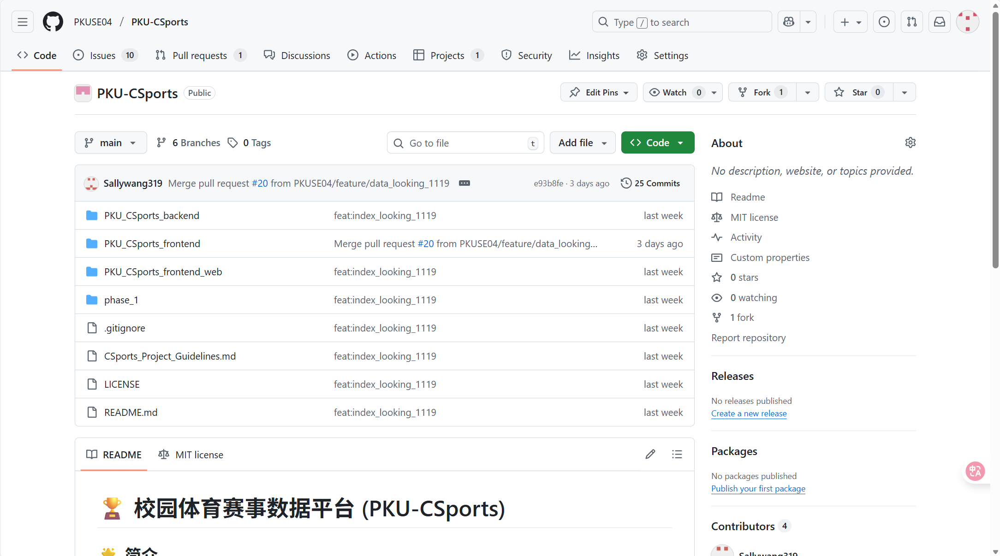 PKUSE04 / PKU-CSports
Type / to search
Code
Issues 10
Pull requests 1
Discussions
Actions
Projects 1
Security
Insights
Settings
PKU-CSports Public
Edit Pins
Watch 0
Fork 1
Star 0
main
6 Branches
0 Tags
Go to file t
Add file
Code
Sallywang319 Merge pull request #20 from PKUSE04/feature/data_looking_1119
e93b8fe · 3 days ago
25 Commits
PKU_CSports_backend feat:index_looking_1119 last week
PKU_CSports_frontend Merge pull request #20 from PKUSE04/feature/data_looking... 3 days ago
PKU_CSports_frontend_web feat:index_looking_1119 last week
phase_1 feat:index_looking_1119 last week
.gitignore feat:index_looking_1119 last week
CSports_Project_Guidelines.md feat:index_looking_1119 last week
LICENSE feat:index_looking_1119 last week
README.md feat:index_looking_1119 last week
README
MIT license
校园体育赛事数据平台 (PKU-CSports)
简介
About
No description, website, or topics provided.
Readme
MIT license
Activity
Custom properties
0 stars
0 watching
1 fork
Report repository
Releases
No releases published
Create a new release
Packages
No packages published
Publish your first package
Contributors 4
Sallywang319
中A